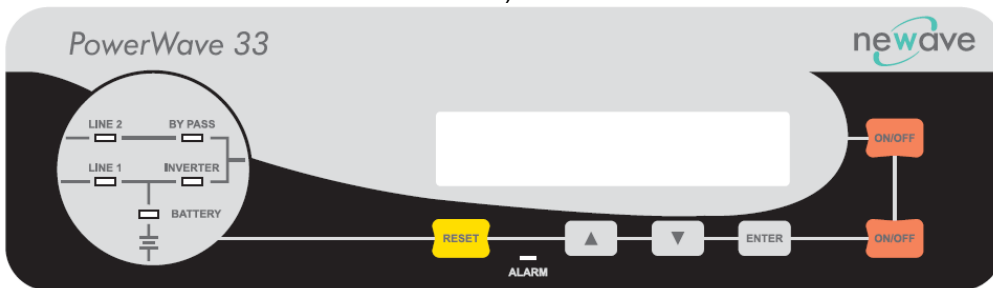 PowerWave 33
newave
LINE 2 BY PASS
ON/OFF
LINE 1 INVERTER
BATTERY
RESET ▲ ▼ ENTER ON/OFF
ALARM